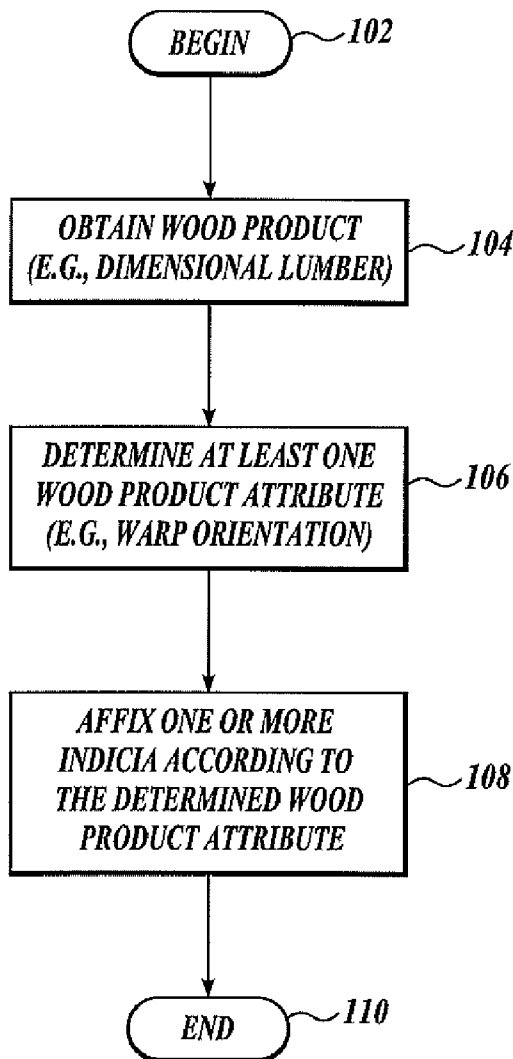 BEGIN
102
OBTAIN WOOD PRODUCT
(E.G., DIMENSIONAL LUMBER)
104
DETERMINE AT LEAST ONE
WOOD PRODUCT ATTRIBUTE
(E.G., WARP ORIENTATION)
106
AFFIX ONE OR MORE
INDICIA ACCORDING TO
THE DETERMINED WOOD
PRODUCT ATTRIBUTE
108
END
110